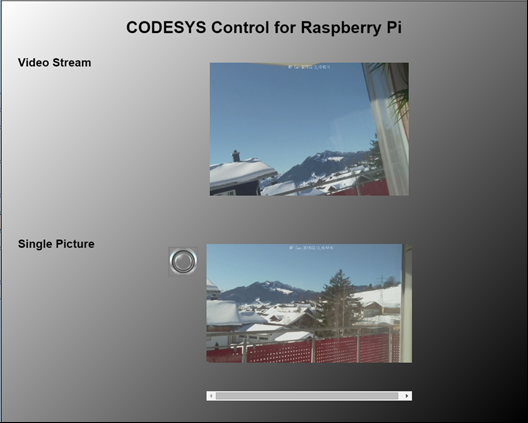 CODESYS Control for Raspberry Pi
Video Stream
Single Picture